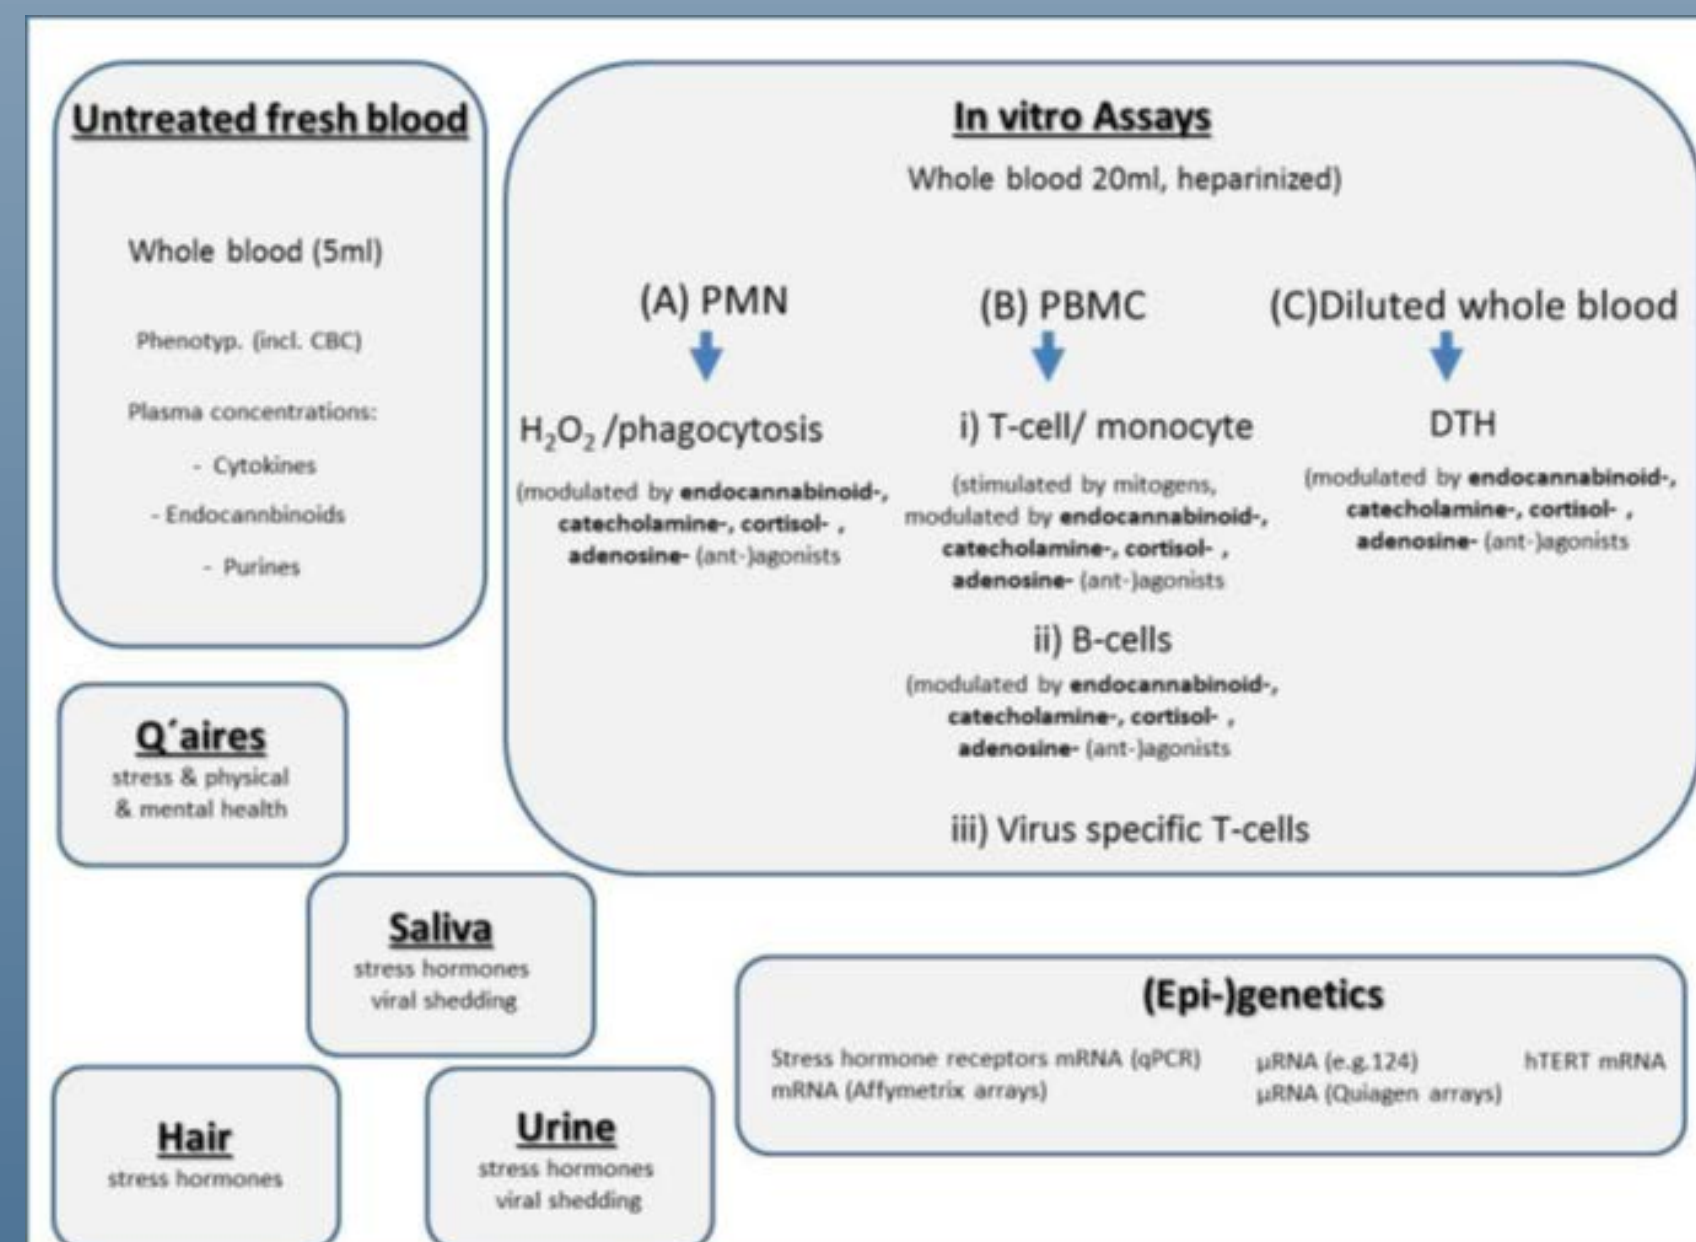 Untreated fresh blood
Whole blood (5ml)
Phenotyp. (incl. CBC)
Plasma concentrations:
- Cytokines
- Endocannbinoids
- Purines
In vitro Assays
Whole blood 20ml, heparinized)
(A) PMN
H₂O₂ /phagocytosis
(modulated by endocannabinoid-,
catecholamine-, cortisol- ,
adenosine- (ant-)agonists
(B) PBMC
i) T-cell/ monocyte
(stimulated by mitogens,
modulated by endocannabinoid-,
catecholamine-, cortisol- ,
adenosine- (ant-)agonists
ii) B-cells
(modulated by endocannabinoid-,
catecholamine-, cortisol- ,
adenosine- (ant-)agonists
iii) Virus specific T-cells
(C)Diluted whole blood
DTH
(modulated by endocannabinoid-,
catecholamine-, cortisol- ,
adenosine- (ant-)agonists
Q´aires
stress & physical
& mental health
Saliva
stress hormones
viral shedding
Hair
stress hormones
Urine
stress hormones
viral shedding
(Epi-)genetics
Stress hormone receptors mRNA (qPCR)
mRNA (Affymetrix arrays)
µRNA (e.g.124)
µRNA (Quiagen arrays)
hTERT mRNA